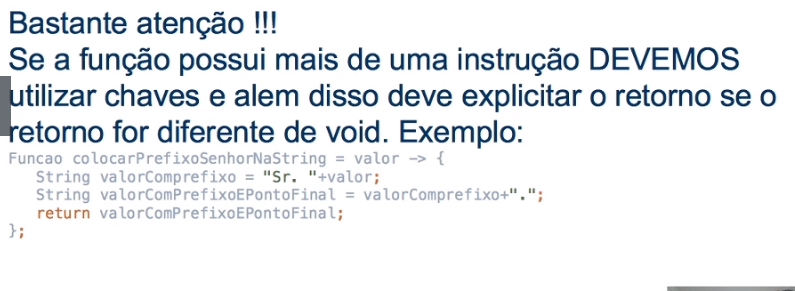 Bastante atenção !!!
Se a função possui mais de uma instrução DEVEMOS
utilizar chaves e alem disso deve explicitar o retorno se o
retorno for diferente de void. Exemplo:
Funcao colocarPrefixoSenhorNaString = valor -> {
    String valorComprefixo = "Sr. "+valor;
    String valorComPrefixoEPontoFinal = valorComprefixo+".";
    return valorComPrefixoEPontoFinal;
};